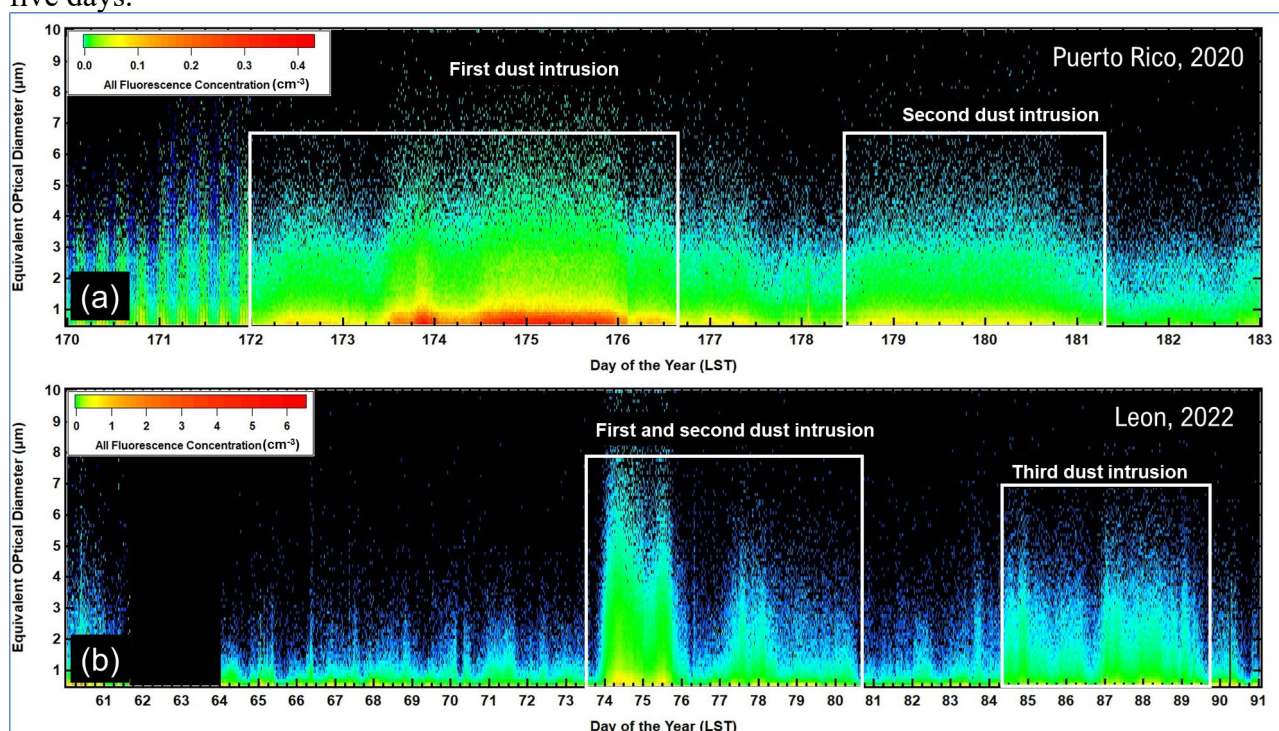 five days.
10
9
8
7
6
5
4
3
2
1
Equivalent OPtical Diameter (µm)
0.0 0.1 0.2 0.3 0.4
All Fluorescence Concentration (cm-3)
First dust intrusion
Second dust intrusion
Puerto Rico, 2020
(a)
170 171 172 173 174 175 176 177 178 179 180 181 182 183
Day of the Year (LST)
10
9
8
7
6
5
4
3
2
1
Equivalent OPtical Diameter (µm)
0 1 2 3 4 5 6
All Fluorescence Concentration (cm-3)
First and second dust intrusion
Third dust intrusion
Leon, 2022
(b)
61 62 63 64 65 66 67 68 69 70 71 72 73 74 75 76 77 78 79 80 81 82 83 84 85 86 87 88 89 90 91
Day of the Year (LST)